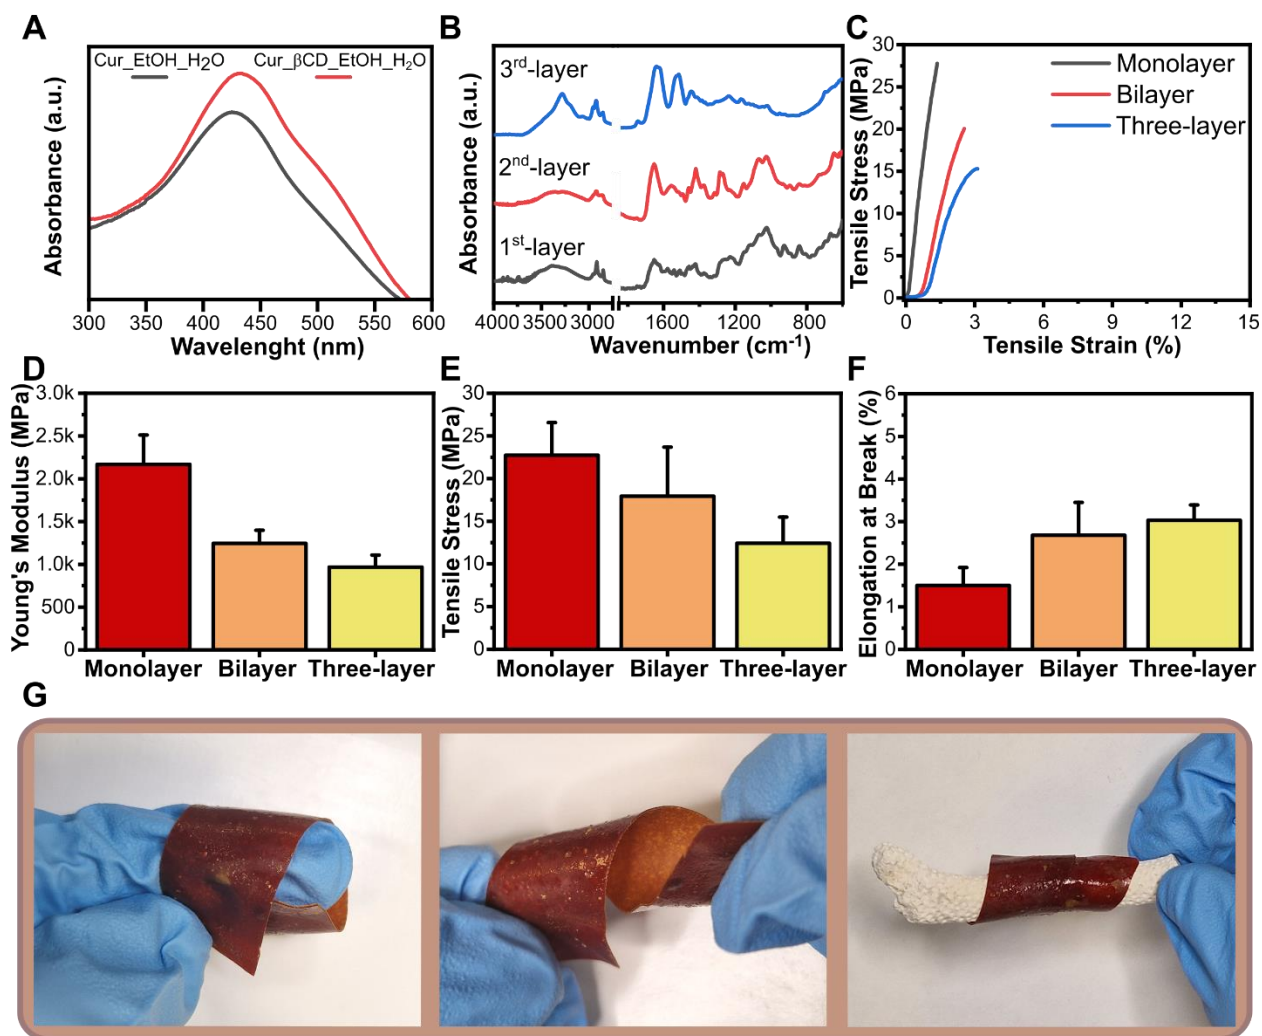 A
Cur_EtOH_H2O
Cur_βCD_EtOH_H2O
Absorbance (a.u.)
300 350 400 450 500 550 600
Wavelenght (nm)
B
3rd-layer
2nd-layer
1st-layer
Absorbance (a.u.)
4000 3500 3000 1600 1200 800
Wavenumber (cm-1)
C
Monolayer
Bilayer
Three-layer
Tensile Stress (MPa)
30
25
20
15
10
5
0
0 3 6 9 12 15
Tensile Strain (%)
D
Young's Modulus (MPa)
3.0k
2.5k
2.0k
1.5k
1.0k
500
0
Monolayer Bilayer Three-layer
E
Tensile Stress (MPa)
30
25
20
15
10
5
0
Monolayer Bilayer Three-layer
F
Elongation at Break (%)
6
5
4
3
2
1
0
Monolayer Bilayer Three-layer
G